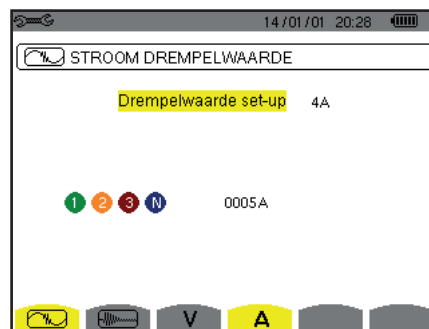 14/01/01 20:28
STROOM DREMPELWAARDE
Drempelwaarde set-up 4A
1 2 3 N 0005A
V A